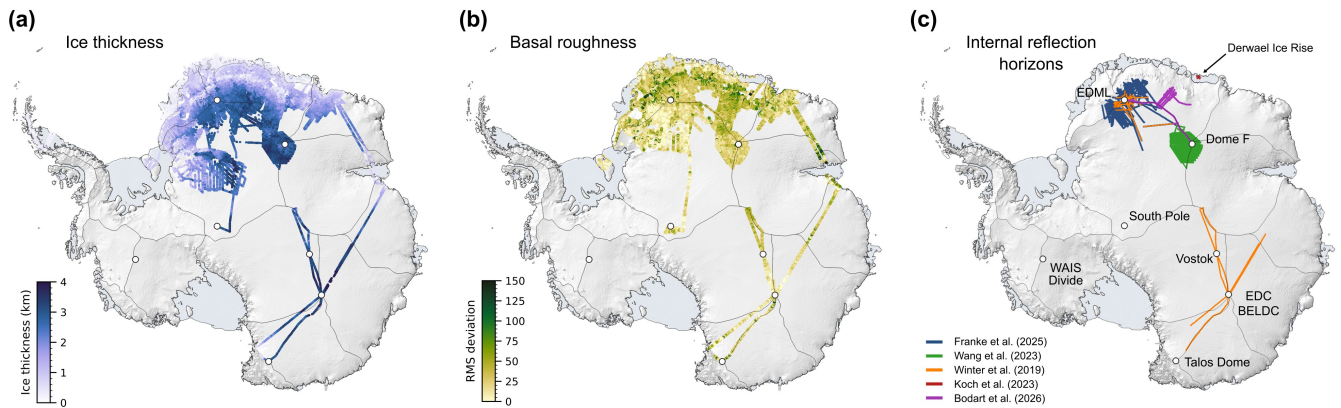 (a)
Ice thickness
Ice thickness (km)
4
3
2
1
0
(b)
Basal roughness
RMS deviation
150
125
100
75
50
25
0
(c)
Internal reflection
horizons
Derwael Ice Rise
EDML
Dome F
South Pole
WAIS
Divide
Vostok
EDC
BELDC
Talos Dome
Franke et al. (2025)
Wang et al. (2023)
Winter et al. (2019)
Koch et al. (2023)
Bodart et al. (2026)